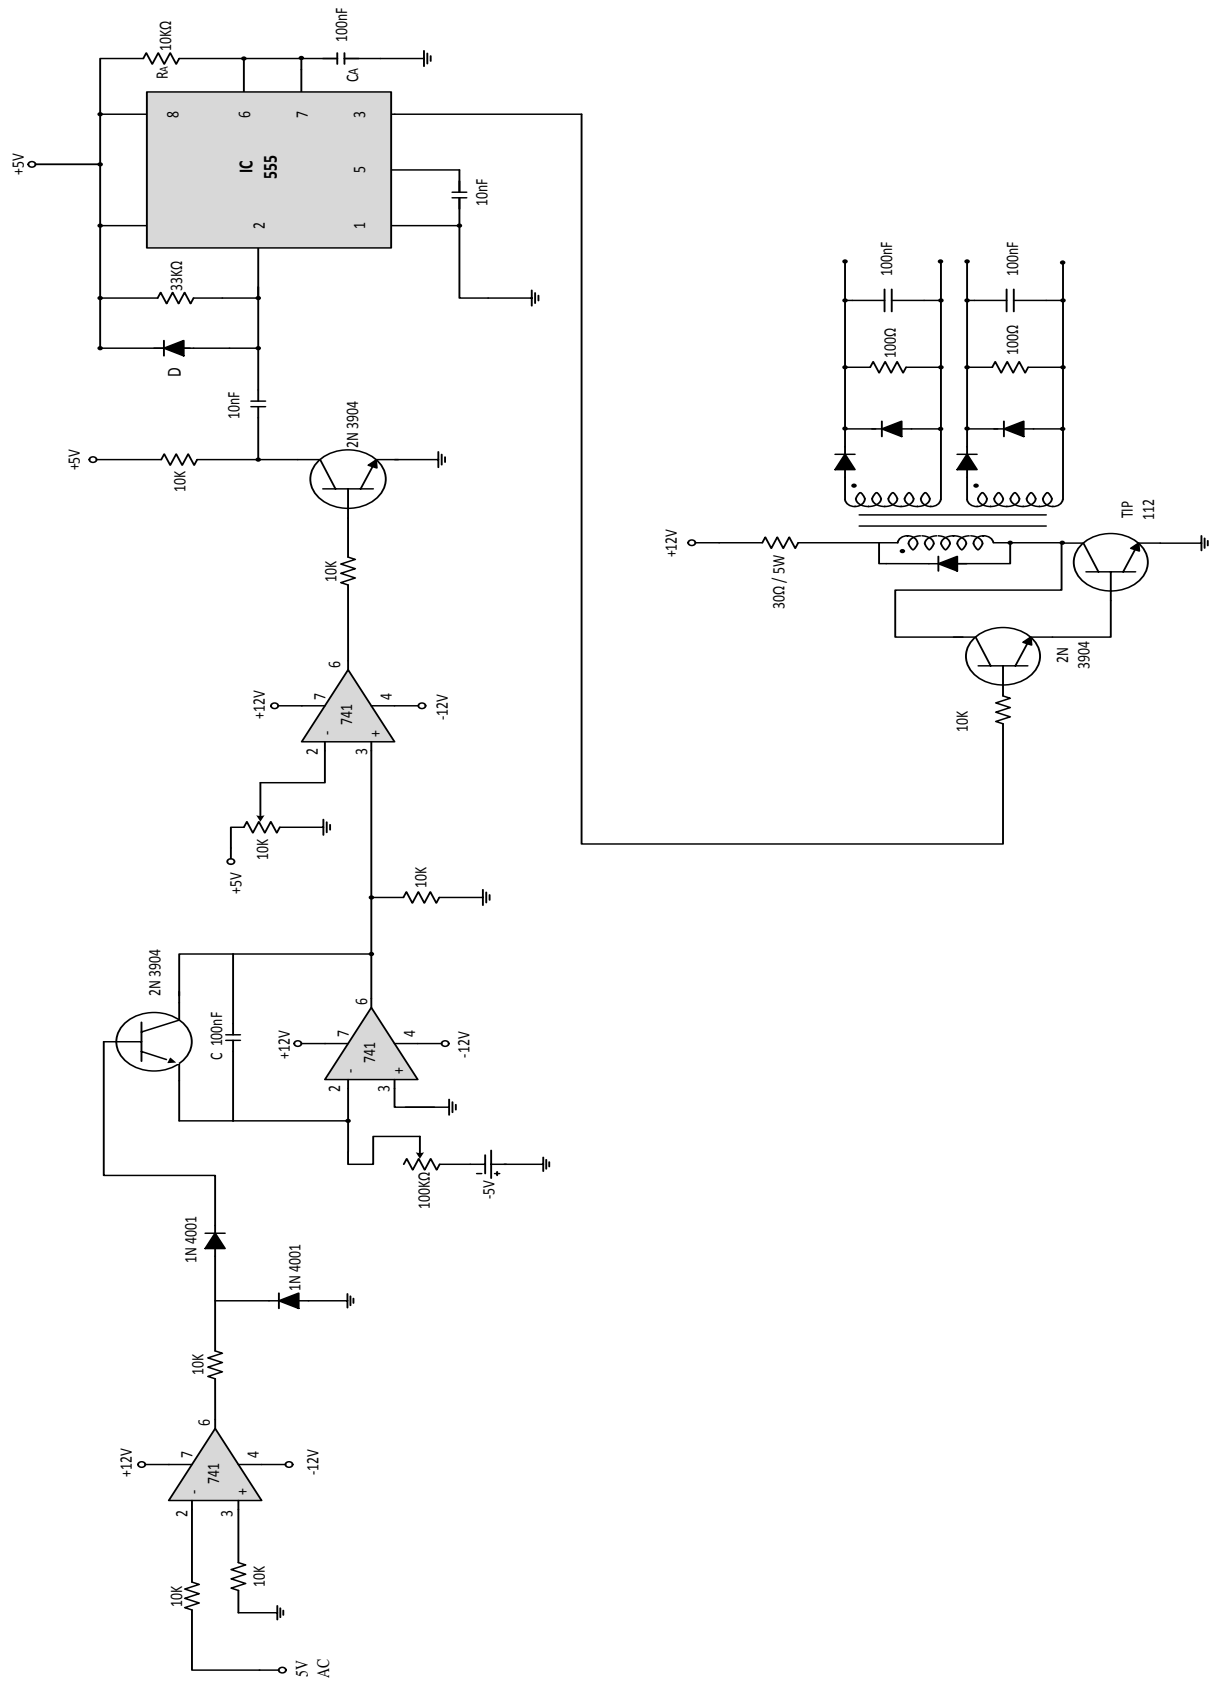 5V
AC
10K
10K
2
3
-
+
741
7
4
6
+12V
-12V
10K
1N 4001
1N 4001
2N 3904
C 100nF
100KΩ
-
+
-5V
2
3
-
+
741
7
4
6
+12V
-12V
10K
+5V
10K
2
3
-
+
741
7
4
6
+12V
-12V
10K
2N 3904
+5V
10K
10nF
D
33KΩ
+5V
IC
555
8
6
7
2
5
3
1
RA
10KΩ
CA
100nF
10nF
10K
2N
3904
TIP
112
+12V
30Ω / 5W
100Ω
100nF
100Ω
100nF